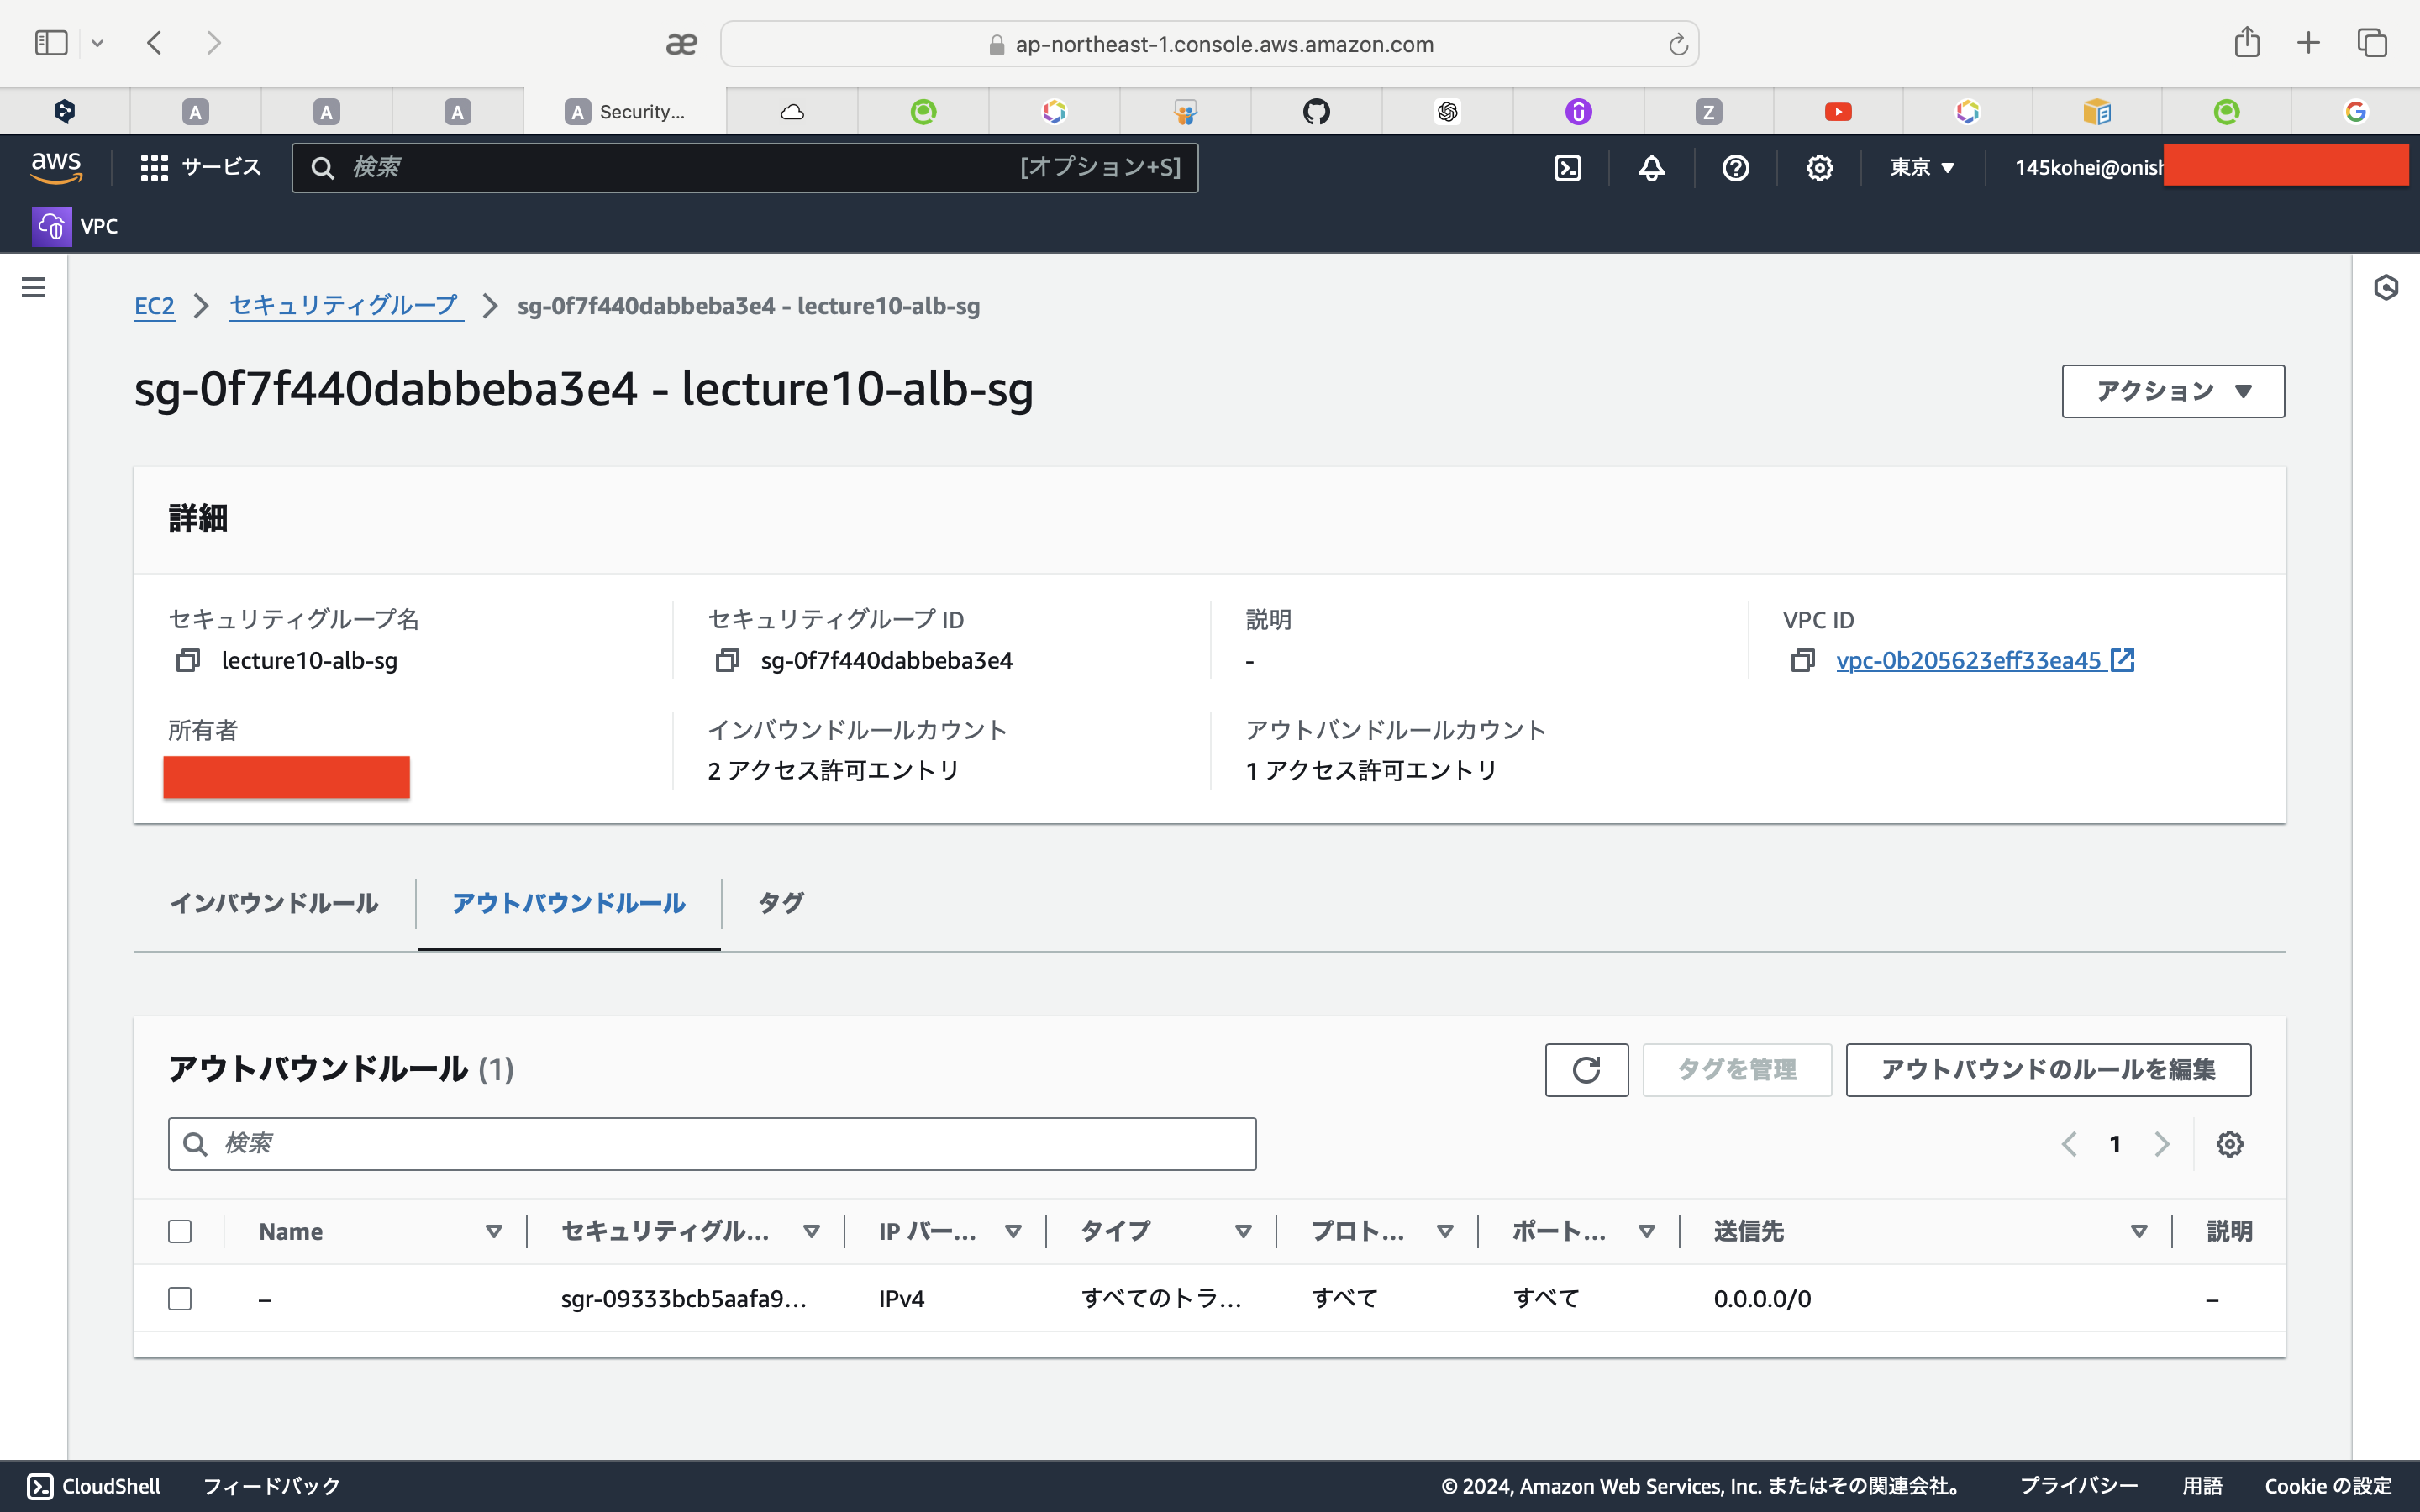 ap-northeast-1.console.aws.amazon.com
Security...
aws
サービス
検索
[オプション+S]
東京
145kohei@onish
VPC
EC2
セキュリティグループ
sg-0f7f440dabbeba3e4 - lecture10-alb-sg
sg-0f7f440dabbeba3e4 - lecture10-alb-sg
アクション
詳細
セキュリティグループ名
lecture10-alb-sg
セキュリティグループ ID
sg-0f7f440dabbeba3e4
説明
-
VPC ID
vpc-0b205623eff33ea45
所有者
インバウンドルールカウント
2 アクセス許可エントリ
アウトバンドルールカウント
1 アクセス許可エントリ
インバウンドルール
アウトバウンドルール
タグ
アウトバウンドルール (1)
タグを管理
アウトバウンドのルールを編集
検索
1
Name
セキュリティグル...
IP バー...
タイプ
プロト...
ポート...
送信先
説明
–
sgr-09333bcb5aafa9...
IPv4
すべてのトラ...
すべて
すべて
0.0.0.0/0
–
CloudShell
フィードバック
© 2024, Amazon Web Services, Inc. またはその関連会社。
プライバシー
用語
Cookie の設定